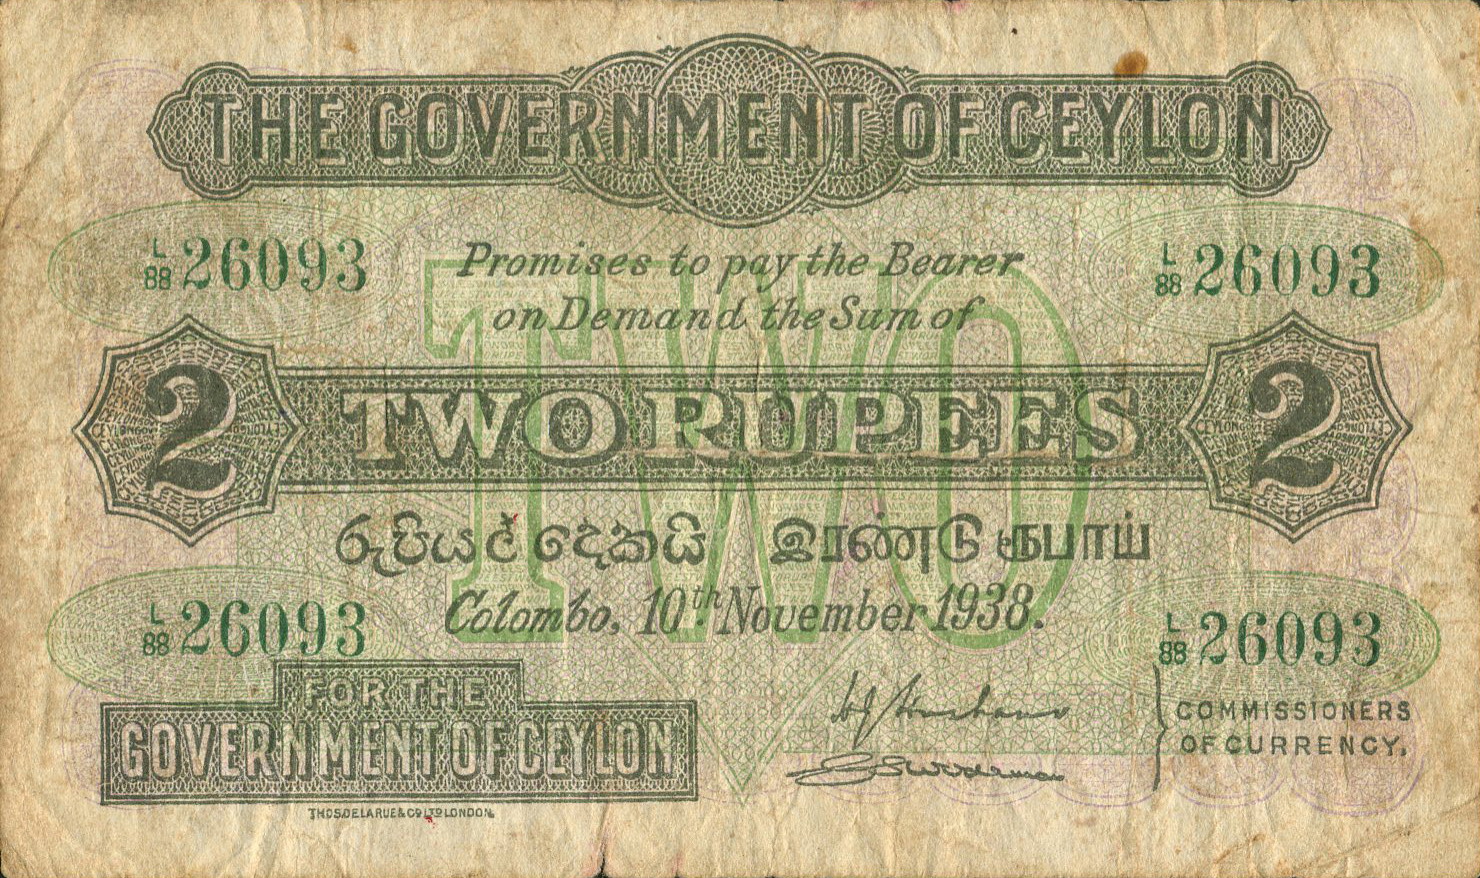 THE GOVERNMENT OF CEYLON
L/88 26093
L/88 26093
Promises to pay the Bearer
on Demand the Sum of
TWO
2 TWO RUPEES 2
රුපියල් දෙකයි இரண்டு ரூபாய்
Colombo, 10th November 1938.
L/88 26093
L/88 26093
FOR THE
GOVERNMENT OF CEYLON
COMMISSIONERS
OF CURRENCY.
THOS. DE LA RUE & CO. LTD LONDON.